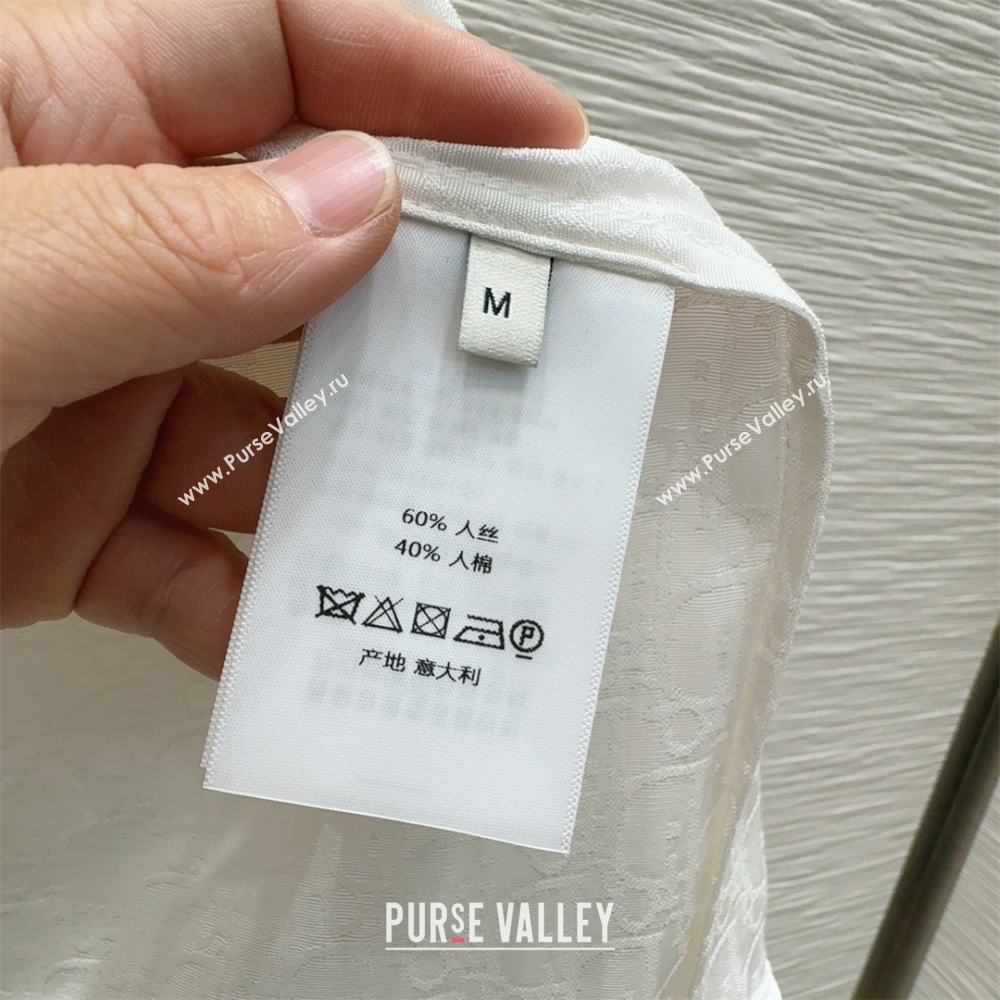 M
www.PurseValley.ru
www.PurseValley.ru
60% 人丝
40% 人棉
P
产地 意大利
PURSE VALLEY